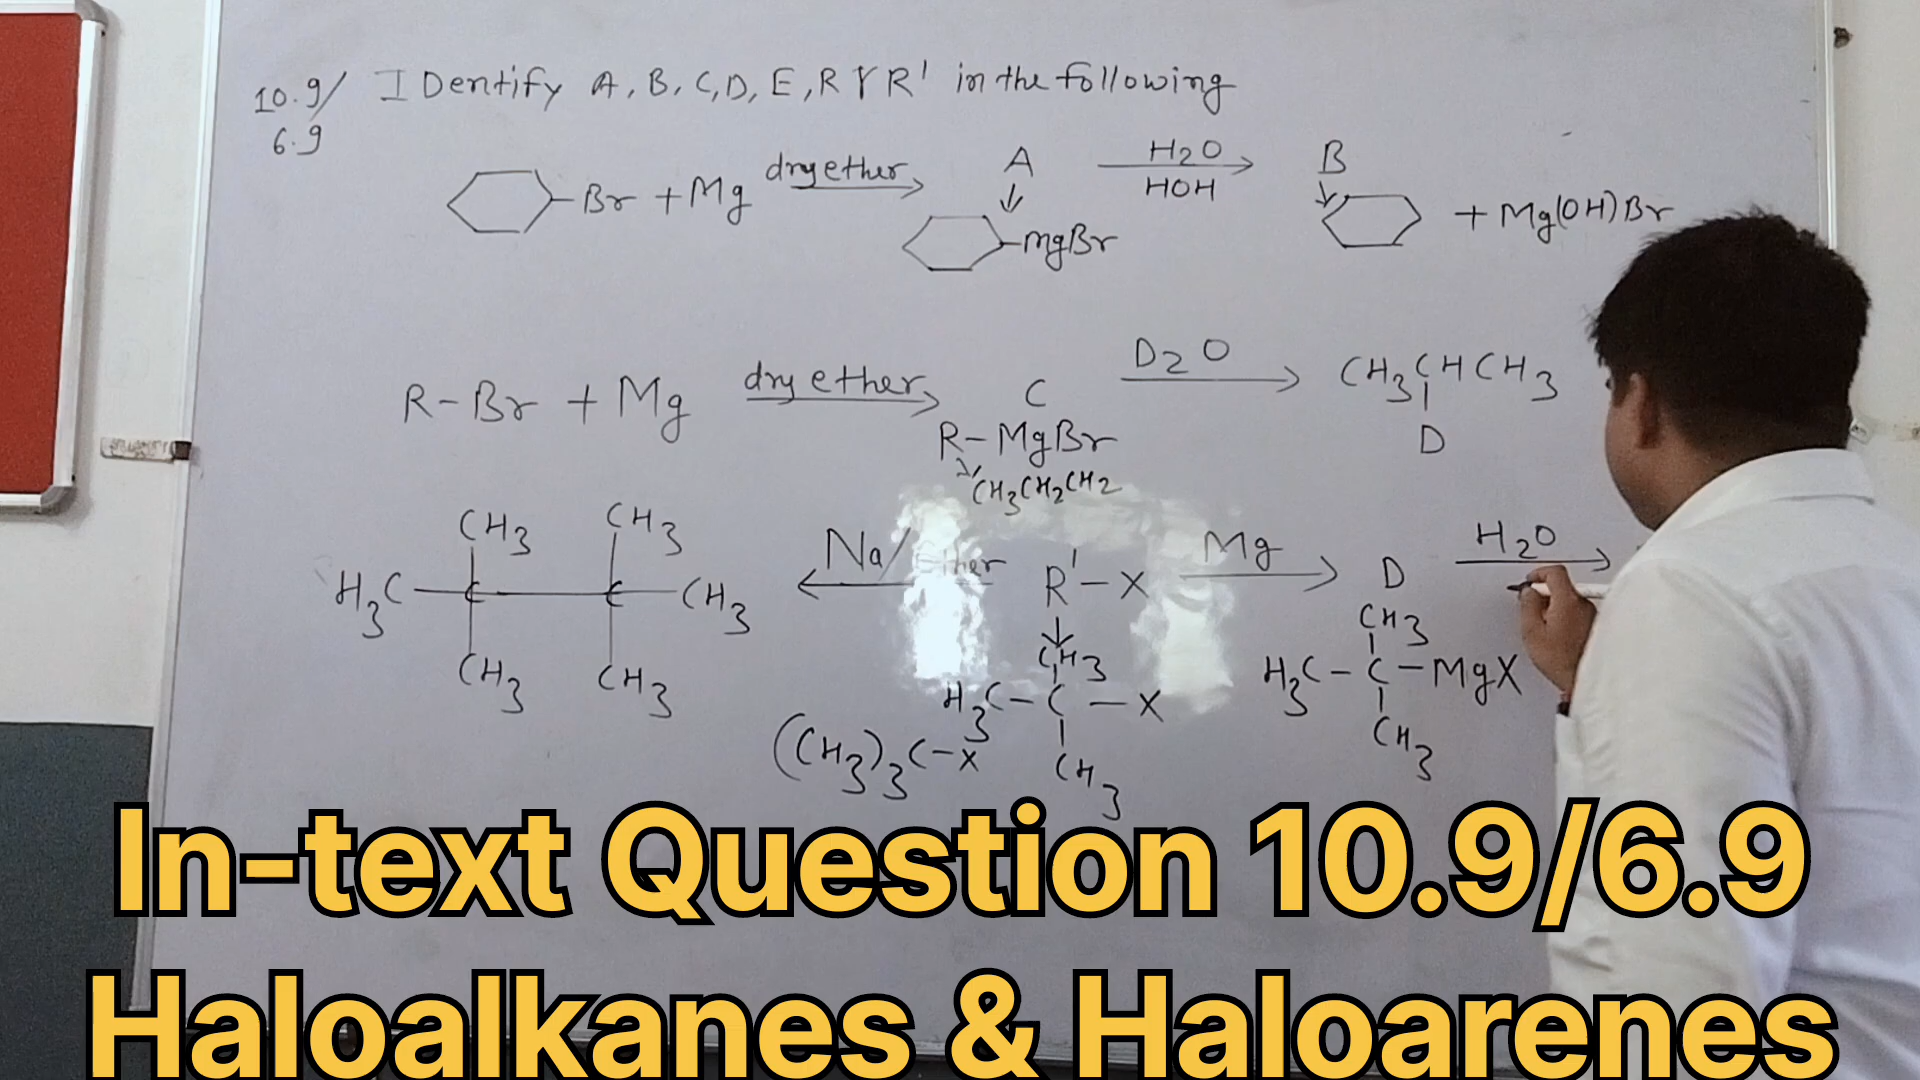 10.9/ IDentify A, B, C, D, E, R & R' in the following
6.9
Br + Mg dry ether A H2O B
HOH
MgBr + Mg(OH)Br
R-Br + Mg dry ether C D2O CH3CHCH3
R-MgBr D
CH3CH2CH2
CH3 CH3 Na/Ether R'-X Mg D H2O
H3C C C CH3
CH3 CH3
CH3 CH3
H3C-C-X H3C-C-MgX
(CH3)3C-X CH3 CH3
In-text Question 10.9/6.9
Haloalkanes & Haloarenes